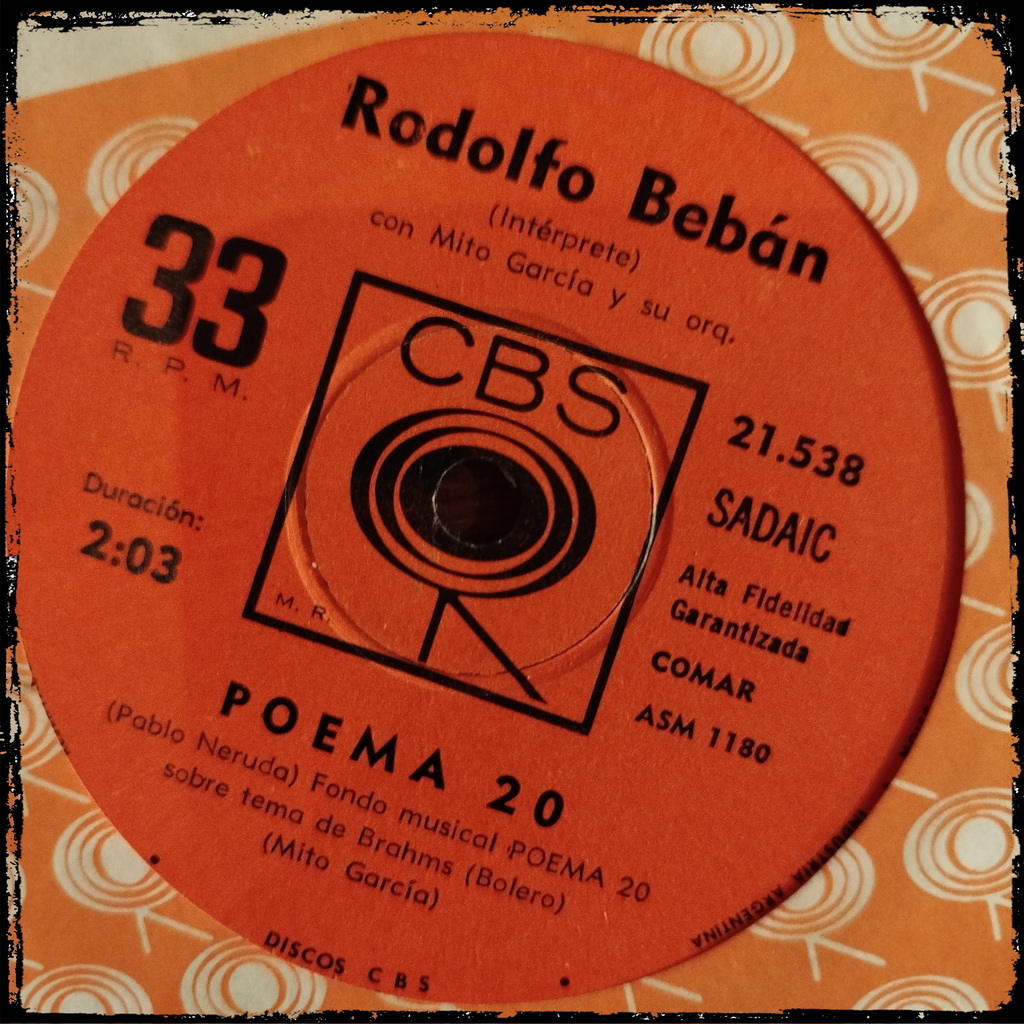 Rodolfo Bebán
(Intérprete)
con Mito García y su orq.
33
R. P. M.
CBS
M. R.
21.538
SADAIC
Alta Fidelidad
Garantizada
COMAR
ASM 1180
Duración:
2:03
POEMA 20
(Pablo Neruda) Fondo musical POEMA 20
sobre tema de Brahms (Bolero)
(Mito García)
DISCOS CBS
INDUSTRIA ARGENTINA